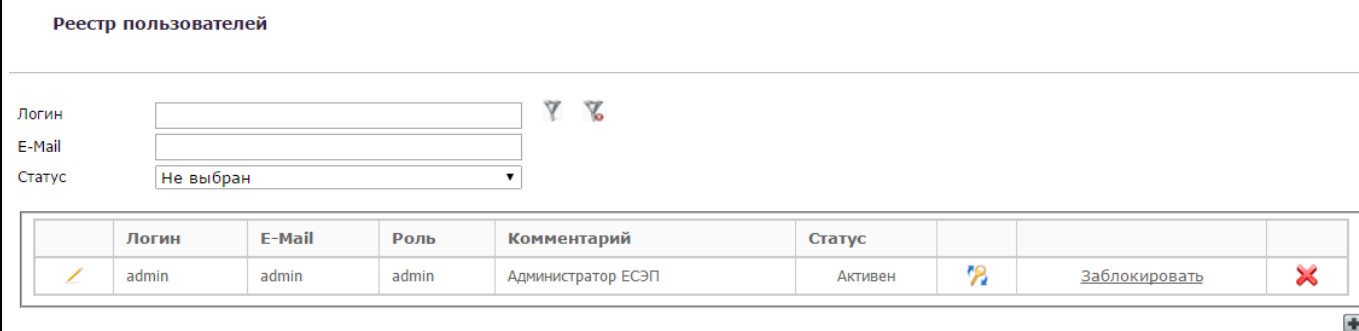 Реестр пользователей
Логин
E-Mail
Статус Не выбран
Логин E-Mail Роль Комментарий Статус
admin admin admin Администратор ЕСЭП Активен Заблокировать